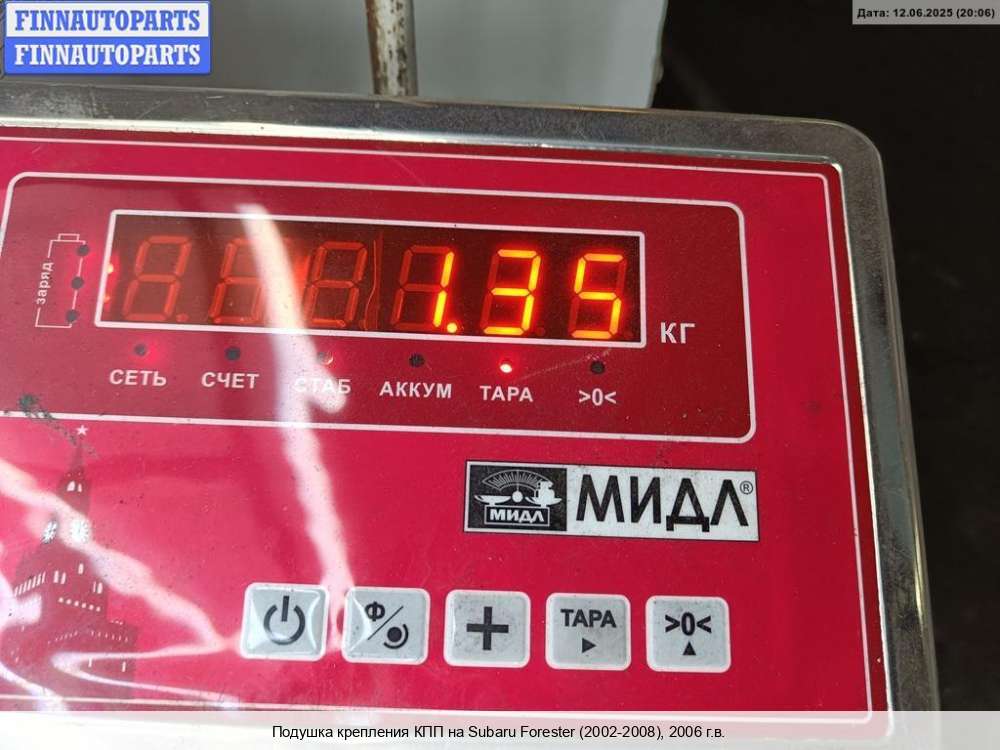 FINNAUTOPARTS
FINNAUTOPARTS
Дата: 12.06.2025 (20:06)
заряд
1.35
КГ
СЕТЬ СЧЕТ СТАБ АККУМ ТАРА >0<
МИДЛ МИДЛ®
Ф ТАРА >0<
Подушка крепления КПП на Subaru Forester (2002-2008), 2006 г.в.